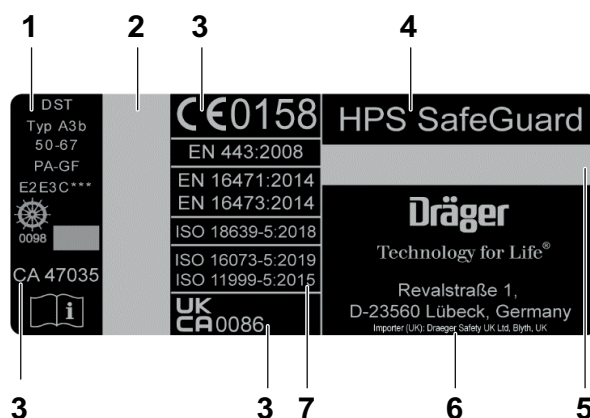 1
2
3
4
DST
Typ A3b
50-67
PA-GF
E2E3C***
0098
CA 47035
i
CE0158
EN 443:2008
EN 16471:2014
EN 16473:2014
ISO 18639-5:2018
ISO 16073-5:2019
ISO 11999-5:2015
UK
CA0086
HPS SafeGuard
Dräger
Technology for Life®
Revalstraße 1,
D-23560 Lübeck, Germany
Importer (UK): Draeger Safety UK Ltd, Blyth, UK
3
3
7
6
5